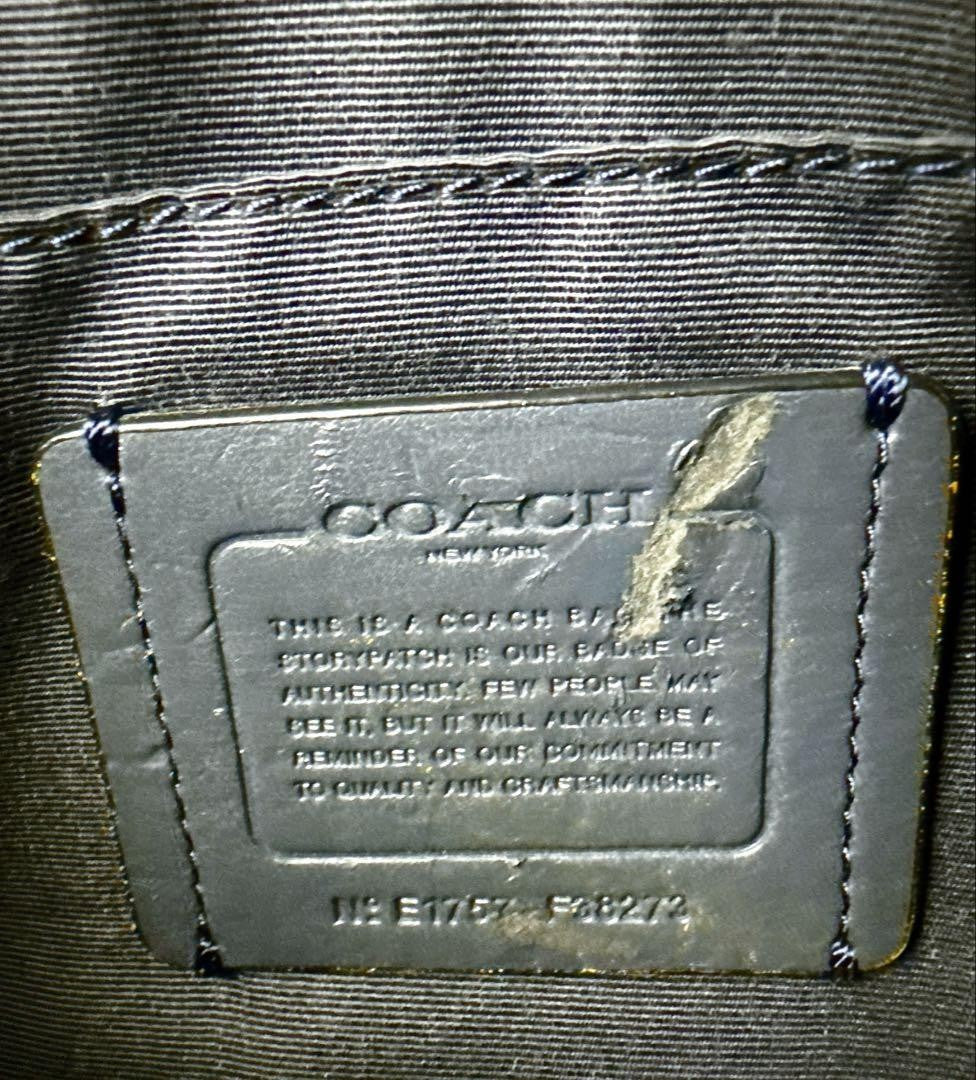 COACH
NEW YORK
THIS IS A COACH BAG. THE
STORYPATCH IS OUR BADGE OF
AUTHENTICITY. FEW PEOPLE MAY
SEE IT, BUT IT WILL ALWAYS BE A
REMINDER OF OUR COMMITMENT
TO QUALITY AND CRAFTSMANSHIP.
Nº E1757-F38273